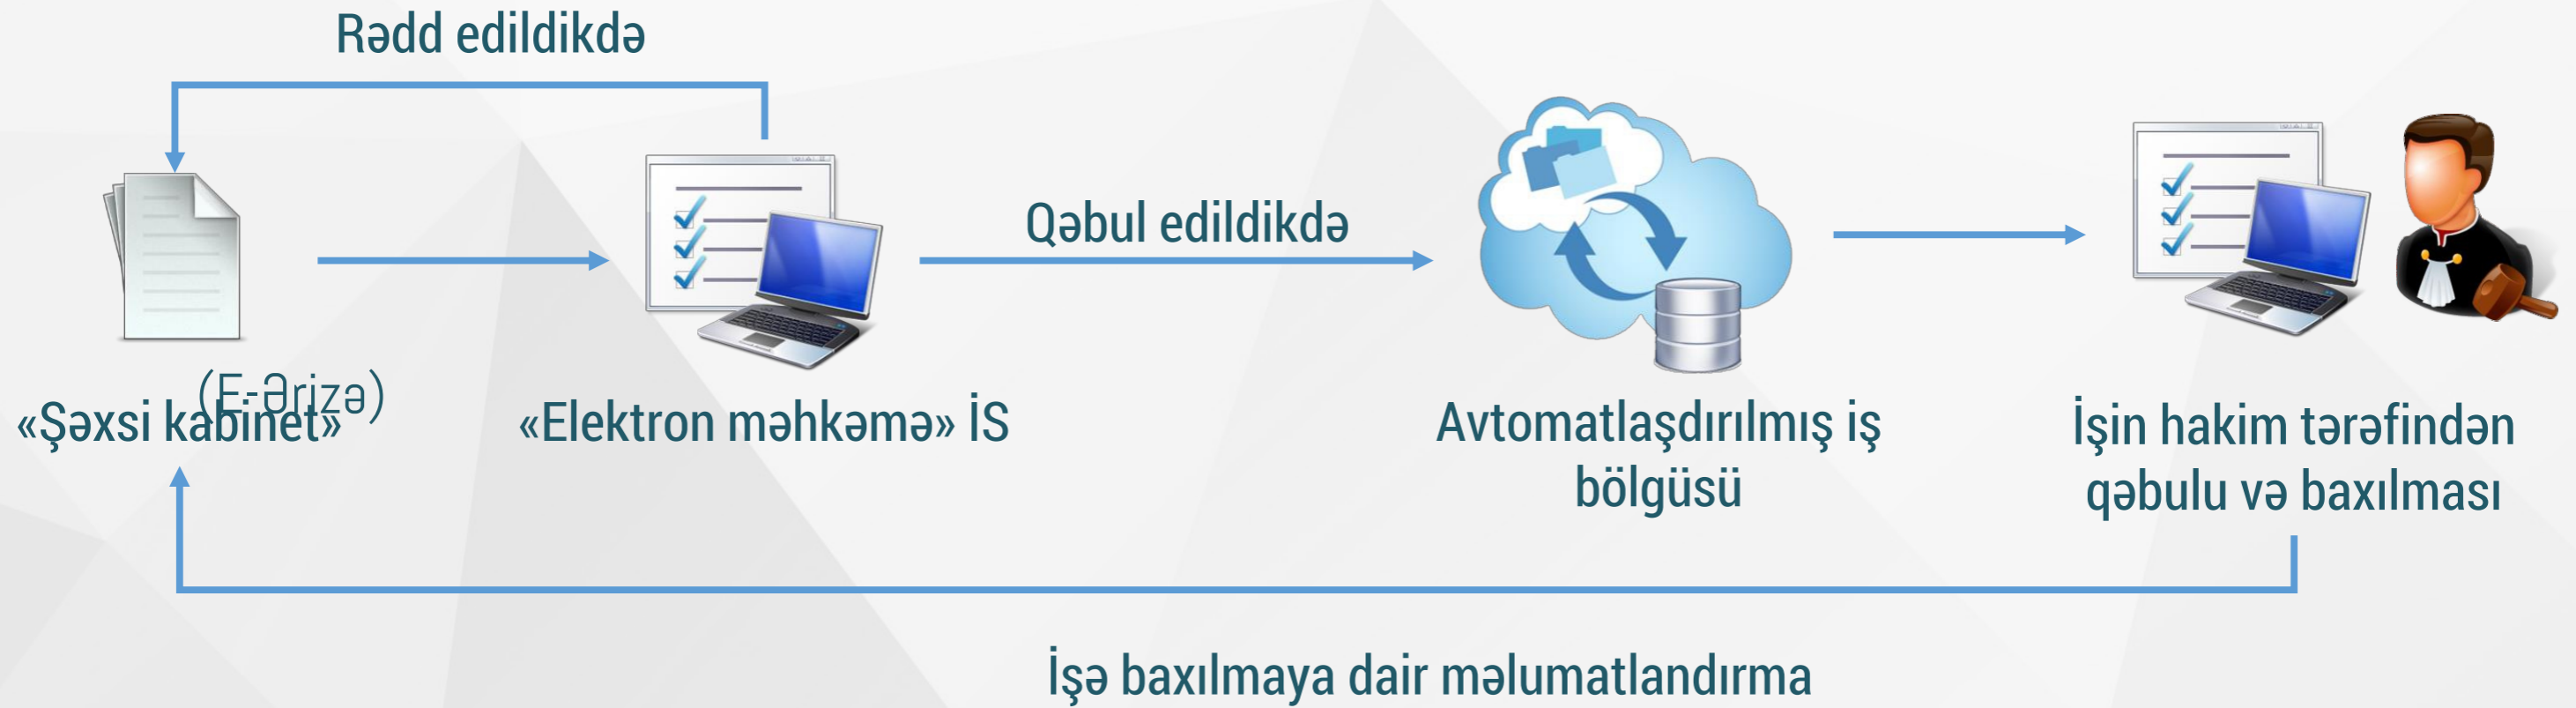 Rədd edildikdə
Qəbul edildikdə
(E-Ərizə)
«Şəxsi kabinet»
«Elektron məhkəmə» İS
Avtomatlaşdırılmış iş
bölgüsü
İşin hakim tərəfindən
qəbulu və baxılması
İşə baxılmaya dair məlumatlandırma